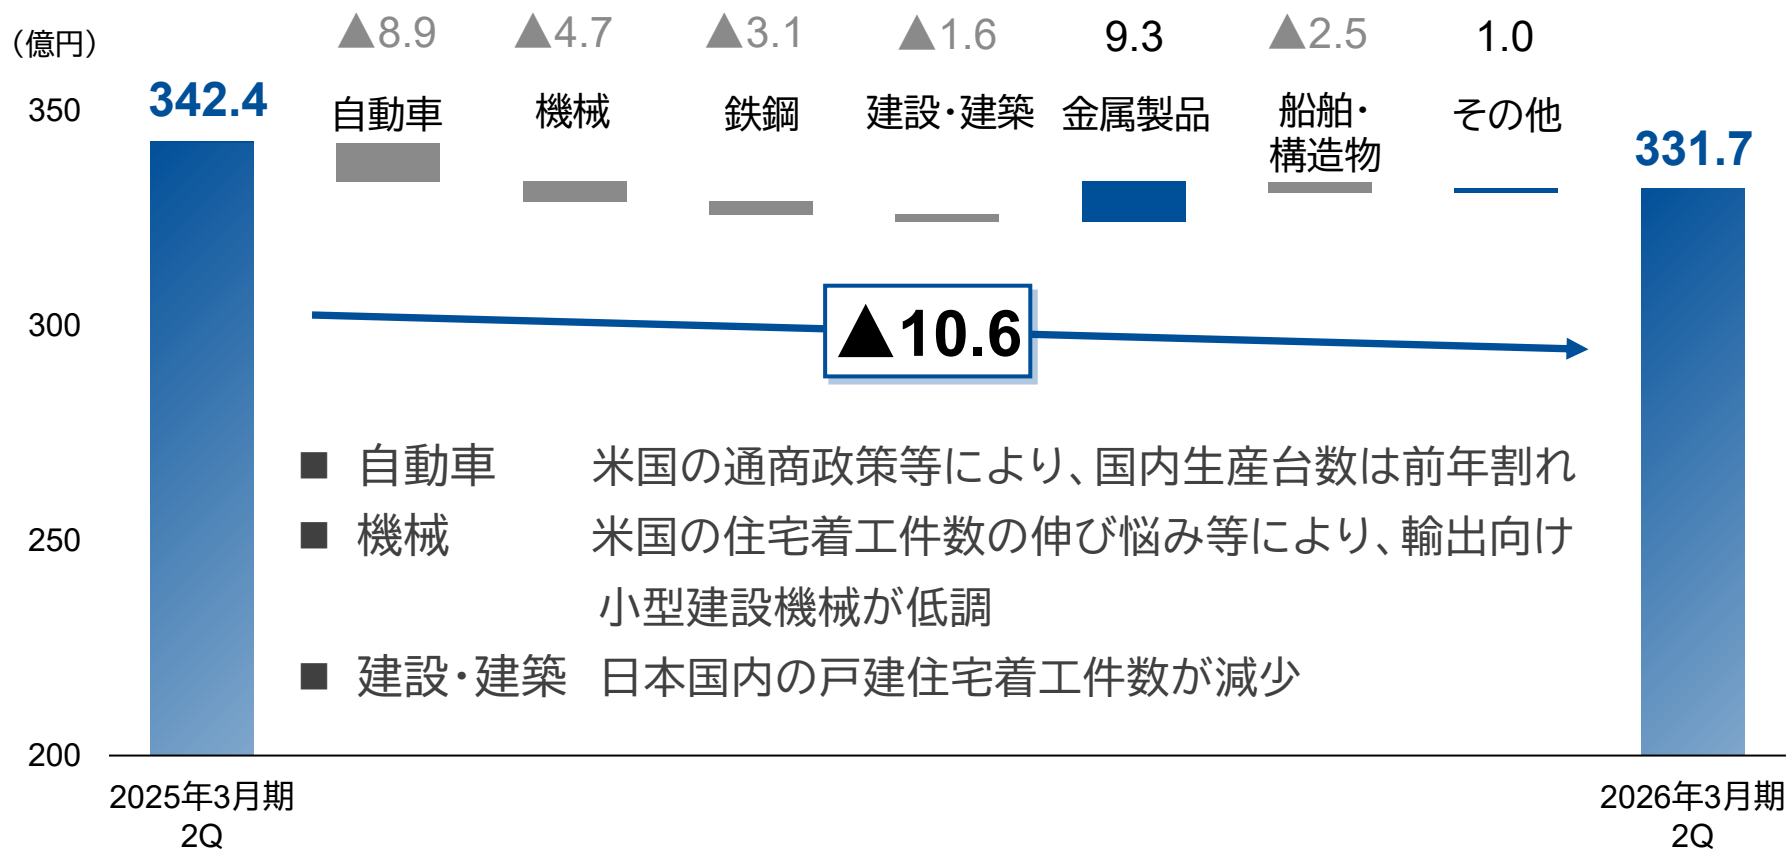 （億円）
▲8.9 ▲4.7 ▲3.1 ▲1.6 9.3 ▲2.5 1.0
350
342.4
自動車 機械 鉄鋼 建設・建築 金属製品 船舶・ その他
構造物
331.7
300
▲10.6
■ 自動車 米国の通商政策等により、国内生産台数は前年割れ
250
■ 機械 米国の住宅着工件数の伸び悩み等により、輸出向け
小型建設機械が低調
■ 建設・建築 日本国内の戸建住宅着工件数が減少
200
2025年3月期 2026年3月期
2Q 2Q